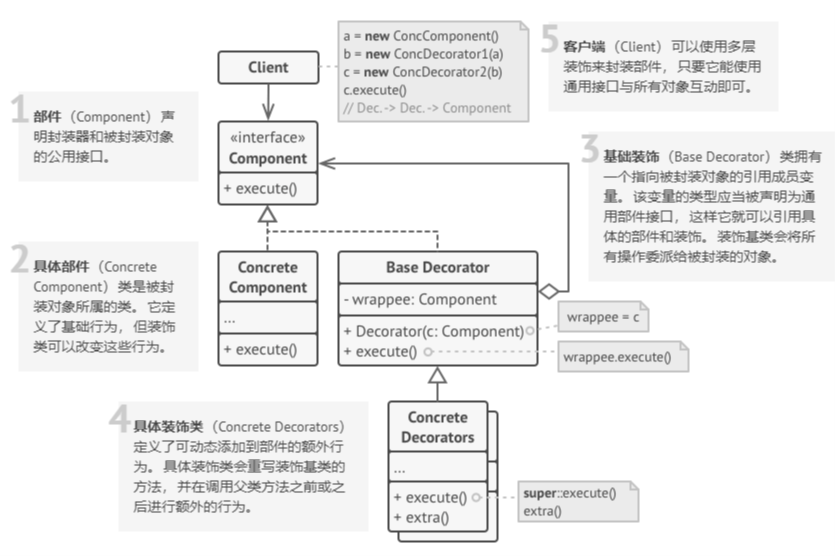 Client
a = new ConcComponent()
b = new ConcDecorator1(a)
c = new ConcDecorator2(b)
c.execute()
// Dec. -> Dec. -> Component
5
客户端 （Client） 可以使用多层
装饰来封装部件， 只要它能使用
通用接口与所有对象互动即可。
1
部件 （Component） 声
明封装器和被封装对象
的公用接口。
«interface»
Component
+ execute()
3
基础装饰 （Base Decorator） 类拥有
一个指向被封装对象的引用成员变
量。 该变量的类型应当被声明为通
用部件接口， 这样它就可以引用具
体的部件和装饰。 装饰基类会将所
有操作委派给被封装的对象。
2
具体部件 （Concrete
Component） 类是被封
装对象所属的类。 它定
义了基础行为， 但装饰
类可以改变这些行为。
Concrete
Component
...
+ execute()
Base Decorator
- wrappee: Component
+ Decorator(c: Component)
+ execute()
wrappee = c
wrappee.execute()
4
具体装饰类 （Concrete Decorators）
定义了可动态添加到部件的额外行
为。 具体装饰类会重写装饰基类的
方法， 并在调用父类方法之前或之
后进行额外的行为。
Concrete
Decorators
...
+ execute()
+ extra()
super::execute()
extra()